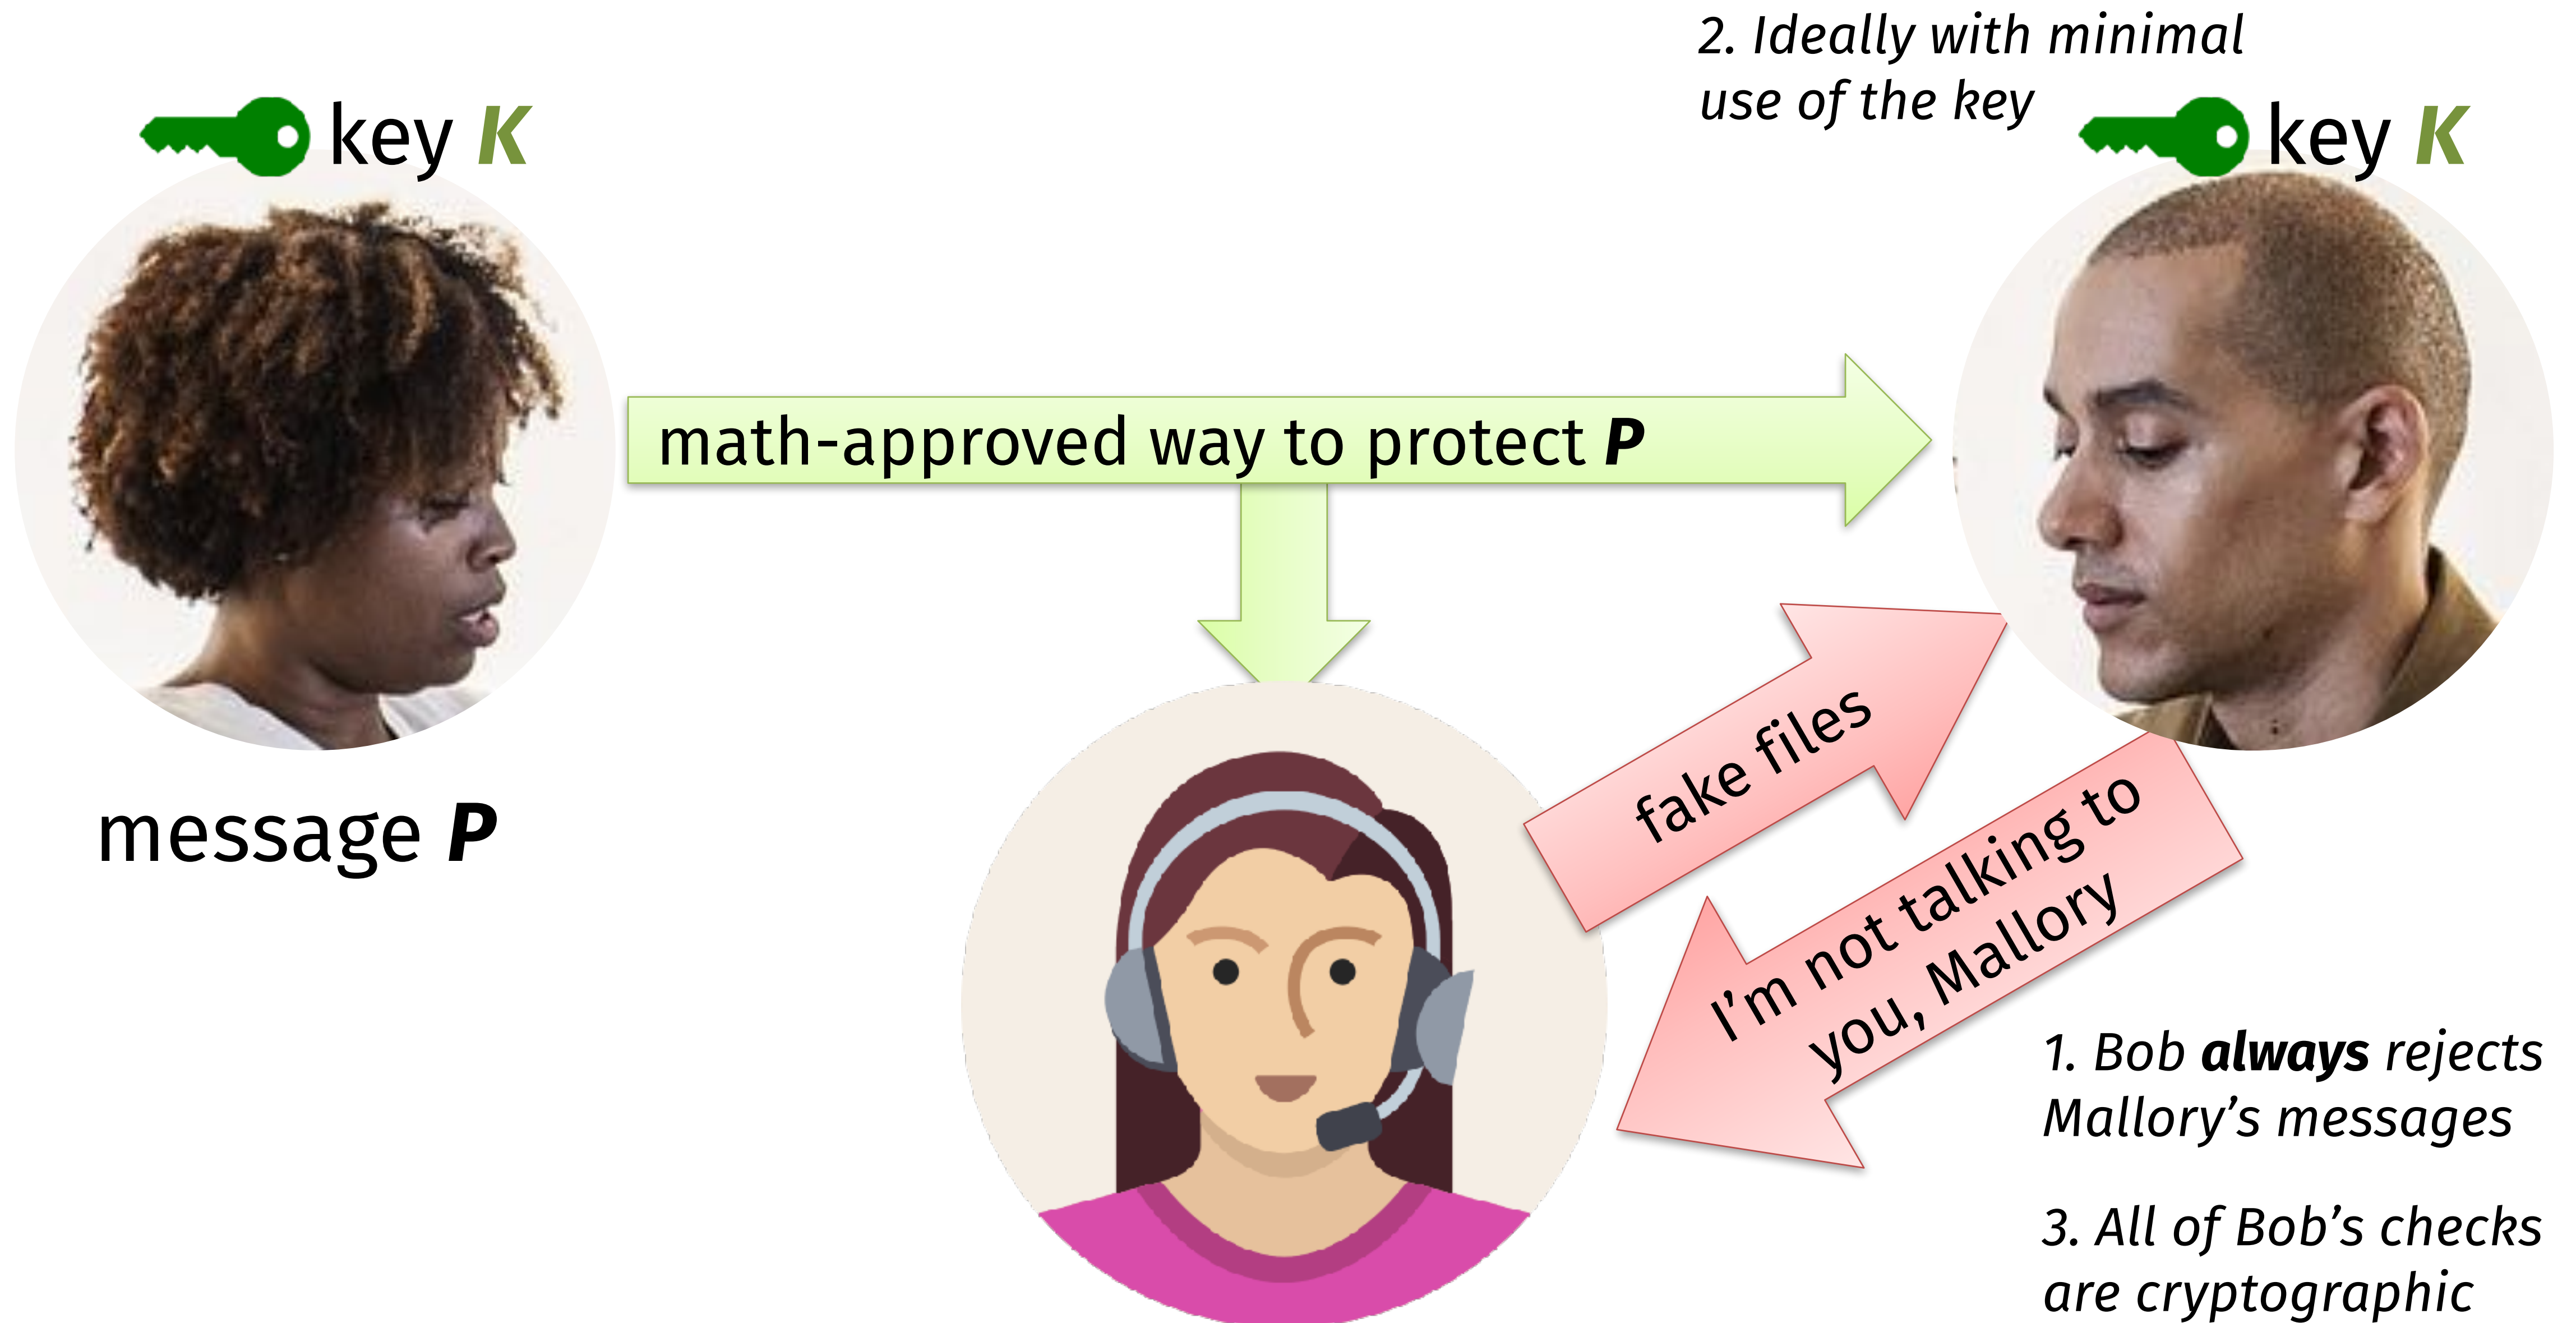 2. Ideally with minimal
use of the key
key K
key K
math-approved way to protect P
message P
fake files
I’m not talking to
you, Mallory
1. Bob always rejects
Mallory’s messages
3. All of Bob’s checks
are cryptographic